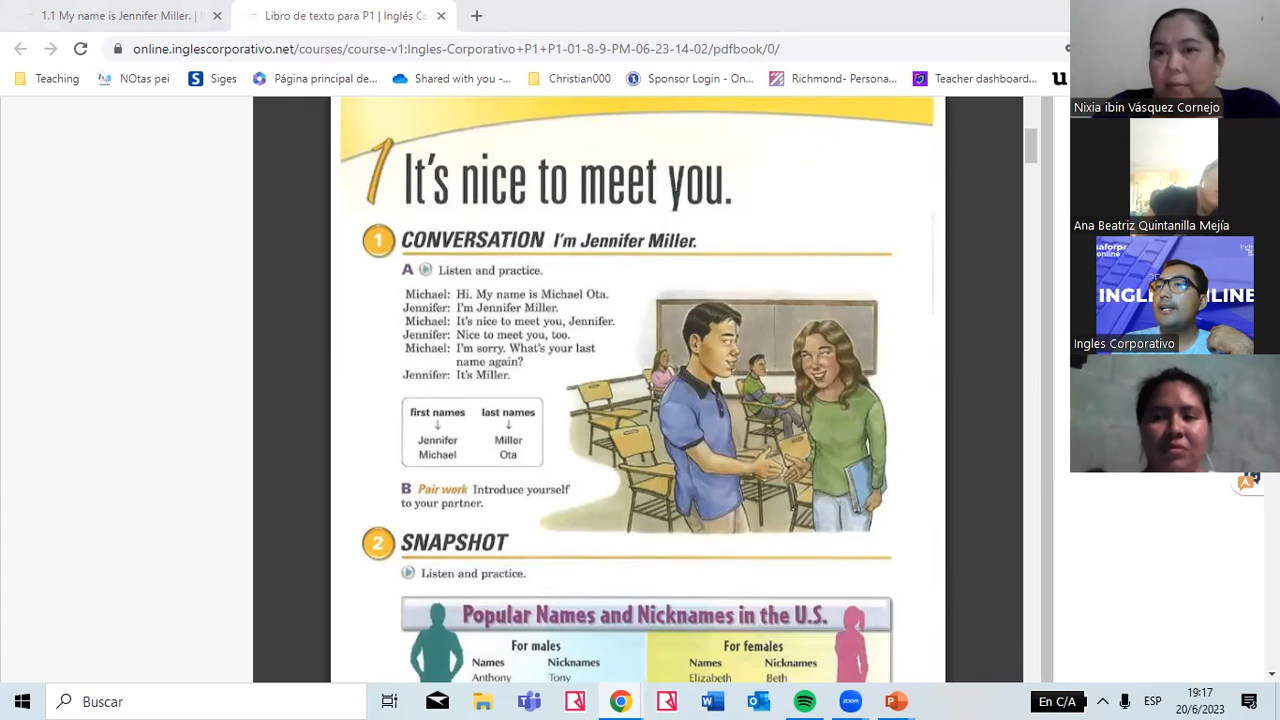 1.1 My name is Jennifer Miller. |
Libro de texto para P1 | Inglés Co
online.inglescorporativo.net/courses/course-v1:Ingles-Corporativo+P1+P1-01-8-9-PM-06-23-14-02/pdfbook/0/
Teaching NOtas pei Siges Página principal de... Shared with you -... Christian000 Sponsor Login - On... Richmond- Persona... Teacher dashboard...
1 It's nice to meet you.
1 CONVERSATION I'm Jennifer Miller.
A Listen and practice.
Michael: Hi. My name is Michael Ota.
Jennifer: I'm Jennifer Miller.
Michael: It's nice to meet you, Jennifer.
Jennifer: Nice to meet you, too.
Michael: I'm sorry. What's your last
name again?
Jennifer: It's Miller.
first names last names
Jennifer Miller
Michael Ota
B Pair work Introduce yourself
to your partner.
2 SNAPSHOT
Listen and practice.
Popular Names and Nicknames in the U.S.
For males For females
Names Nicknames Names Nicknames
Anthony Tony Elizabeth Beth
Nixia ibin Vásquez Cornejo
Ana Beatriz Quintanilla Mejía
online
INGL NLINE
Ingles Corporativo
Buscar
En C/A
ESP
19:17
20/6/2023